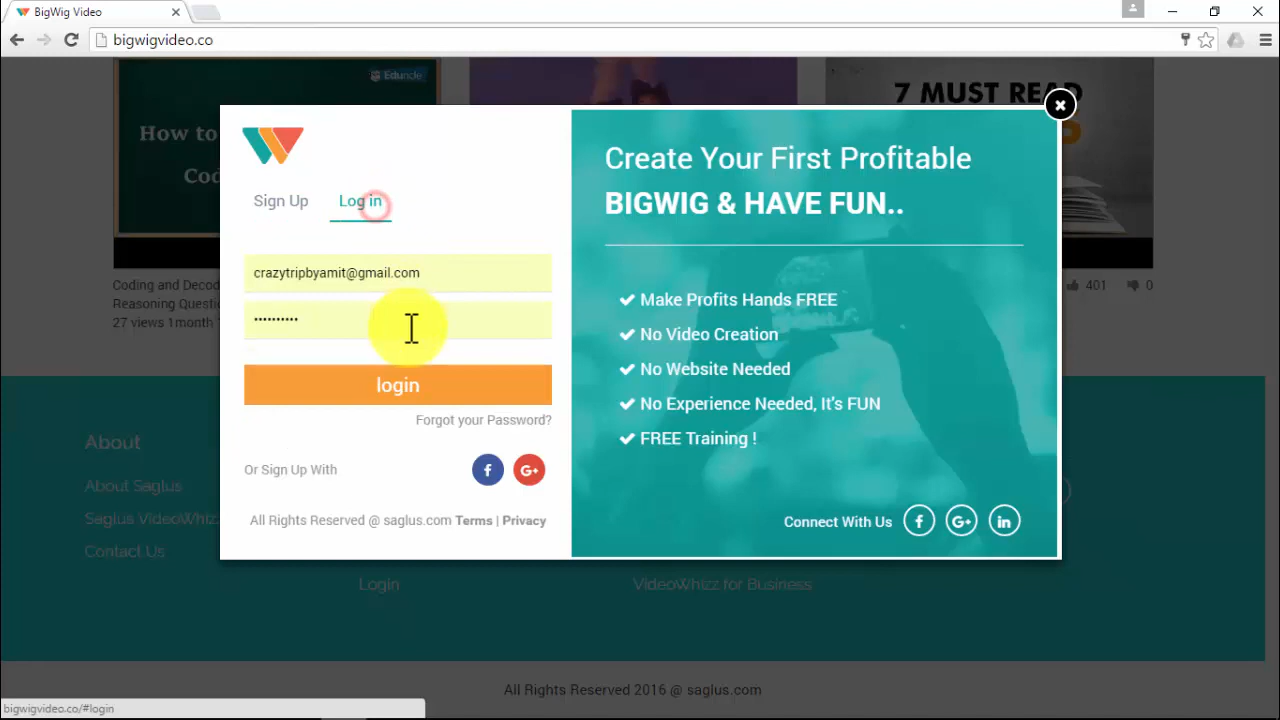 BigWig Video
bigwigvideo.co
Edunde
How to
Cod
7 MUST READ
Coding and Decod
Reasoning Questio
27 views 1month
401
0
Sign Up
Log in
crazytripbyamit@gmail.com
••••••••••
login
Forgot your Password?
Or Sign Up With
All Rights Reserved @ saglus.com Terms | Privacy
Create Your First Profitable
BIGWIG & HAVE FUN..
Make Profits Hands FREE
No Video Creation
No Website Needed
No Experience Needed, It's FUN
FREE Training !
Connect With Us
About
About Saglus
Saglus VideoWhizz
Contact Us
Login
VideoWhizz for Business
All Rights Reserved 2016 @ saglus.com
bigwigvideo.co/#login